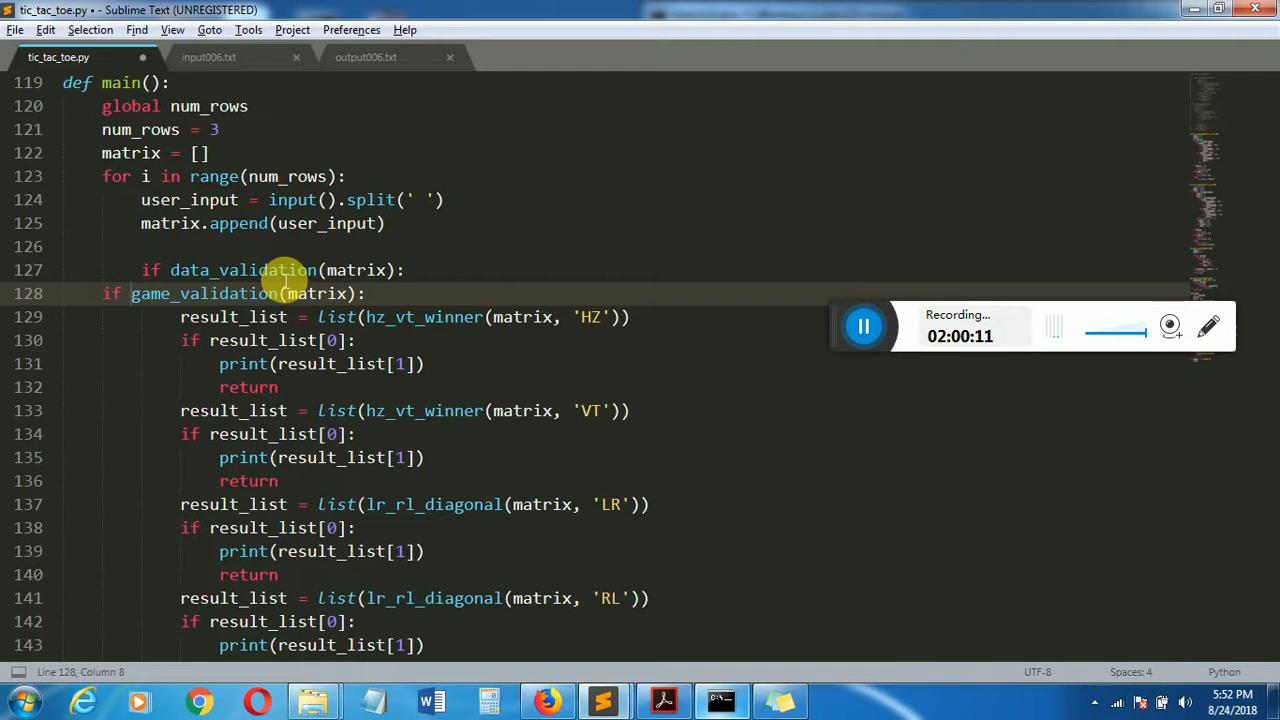 tic_tac_toe.py • - Sublime Text (UNREGISTERED)
File Edit Selection Find View Goto Tools Project Preferences Help
tic_tac_toe.py input006.txt output006.txt
119 def main():
120 global num_rows
121 num_rows = 3
122 matrix = []
123 for i in range(num_rows):
124 user_input = input().split(' ')
125 matrix.append(user_input)
126
127 if data_validation(matrix):
128 if game_validation(matrix):
129 result_list = list(hz_vt_winner(matrix, 'HZ'))
130 if result_list[0]:
131 print(result_list[1])
132 return
133 result_list = list(hz_vt_winner(matrix, 'VT'))
134 if result_list[0]:
135 print(result_list[1])
136 return
137 result_list = list(lr_rl_diagonal(matrix, 'LR'))
138 if result_list[0]:
139 print(result_list[1])
140 return
141 result_list = list(lr_rl_diagonal(matrix, 'RL'))
142 if result_list[0]:
143 print(result_list[1])
Recording...
02:00:11
Line 128, Column 8 UTF-8 Spaces: 4 Python
5:52 PM
8/24/2018